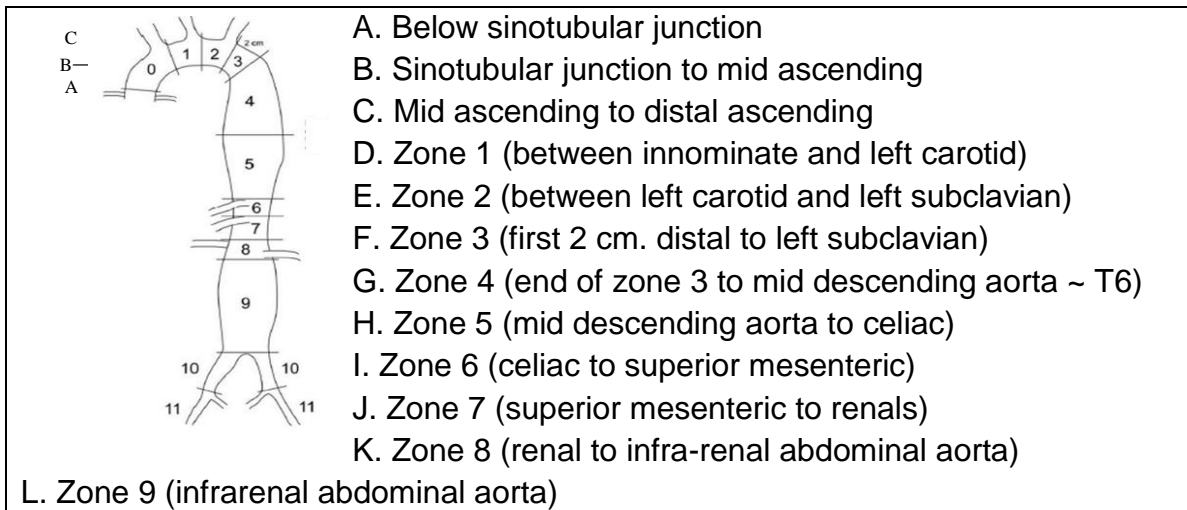 C
B—
A
0
1
2
2 cm
3
4
5
6
7
8
9
10
10
11
11
A. Below sinotubular junction
B. Sinotubular junction to mid ascending
C. Mid ascending to distal ascending
D. Zone 1 (between innominate and left carotid)
E. Zone 2 (between left carotid and left subclavian)
F. Zone 3 (first 2 cm. distal to left subclavian)
G. Zone 4 (end of zone 3 to mid descending aorta ~ T6)
H. Zone 5 (mid descending aorta to celiac)
I. Zone 6 (celiac to superior mesenteric)
J. Zone 7 (superior mesenteric to renals)
K. Zone 8 (renal to infra-renal abdominal aorta)
L. Zone 9 (infrarenal abdominal aorta)